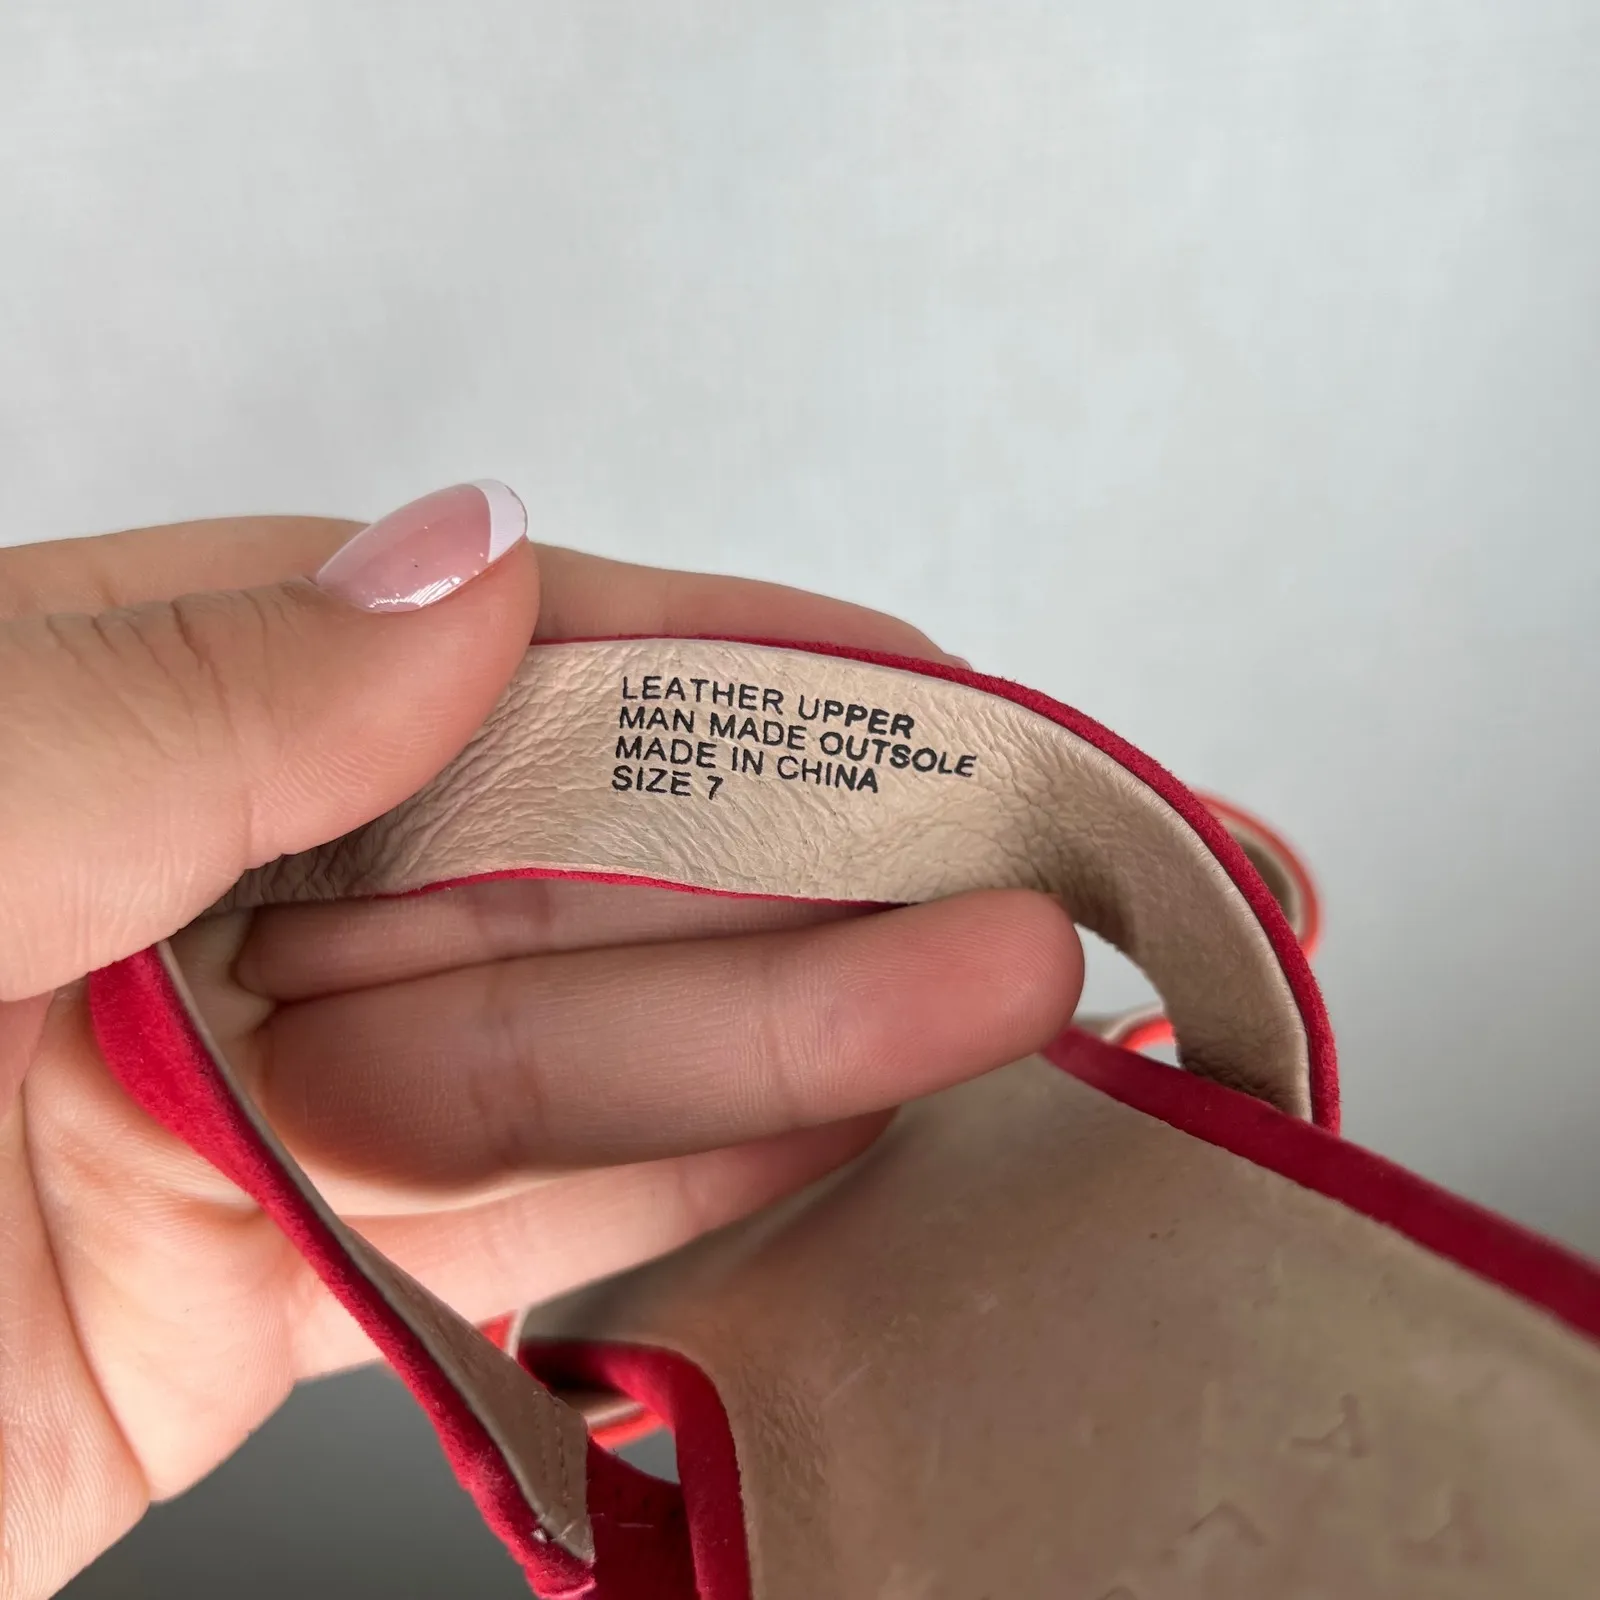 LEATHER UPPER
MAN MADE OUTSOLE
MADE IN CHINA
SIZE 7